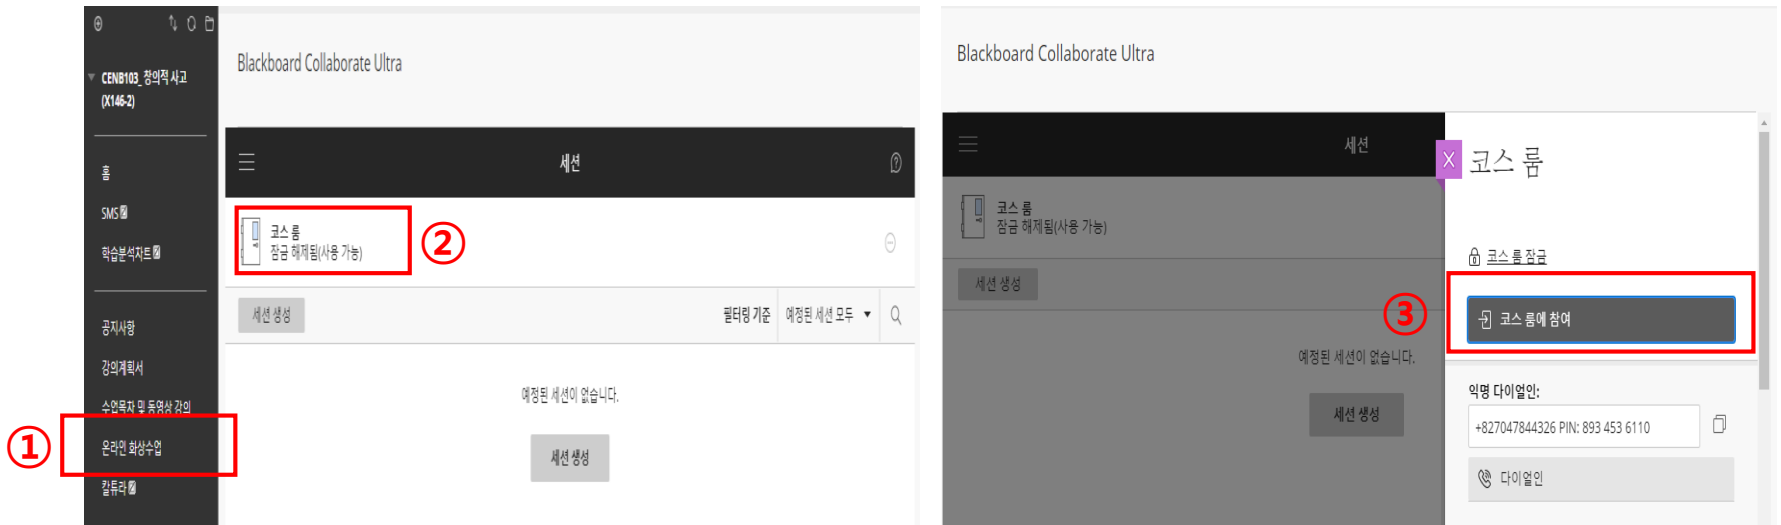 CENB103_창의적 사고
(X146-2)
홈
SMS
학습분석차트
공지사항
강의계획서
수업목차 및 동영상 강의
①
온라인 화상수업
칼튜라
Blackboard Collaborate Ultra
세션
코스 룸
잠금 해제됨(사용 가능)
②
세션 생성
필터링 기준 예정된 세션 모두
예정된 세션이 없습니다.
세션 생성
Blackboard Collaborate Ultra
세션
코스 룸
잠금 해제됨(사용 가능)
세션 생성
예정된 세션이 없습니다.
세션 생성
X
코스 룸
코스 룸 잠금
③
코스 룸에 참여
익명 다이얼인:
+827047844326 PIN: 893 453 6110
다이얼인